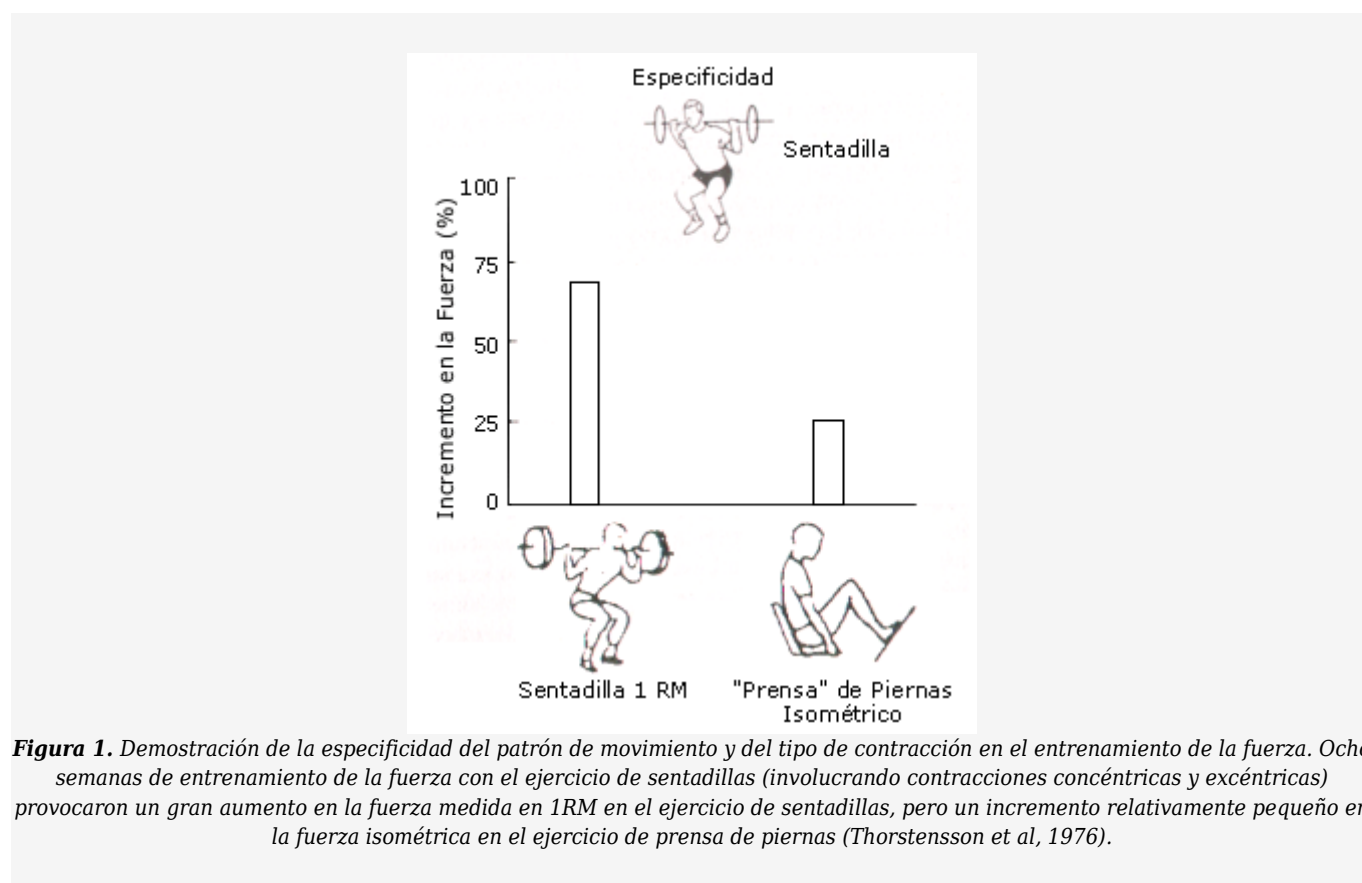 Especificidad
Sentadilla
Incremento en la Fuerza (%)
100
75
50
25
0
Sentadilla 1 RM
"Prensa" de Piernas
Isométrico
Figura 1. Demostración de la especificidad del patrón de movimiento y del tipo de contracción en el entrenamiento de la fuerza. Och
semanas de entrenamiento de la fuerza con el ejercicio de sentadillas (involucrando contracciones concéntricas y excéntricas)
provocaron un gran aumento en la fuerza medida en 1RM en el ejercicio de sentadillas, pero un incremento relativamente pequeño e
la fuerza isométrica en el ejercicio de prensa de piernas (Thorstensson et al, 1976).